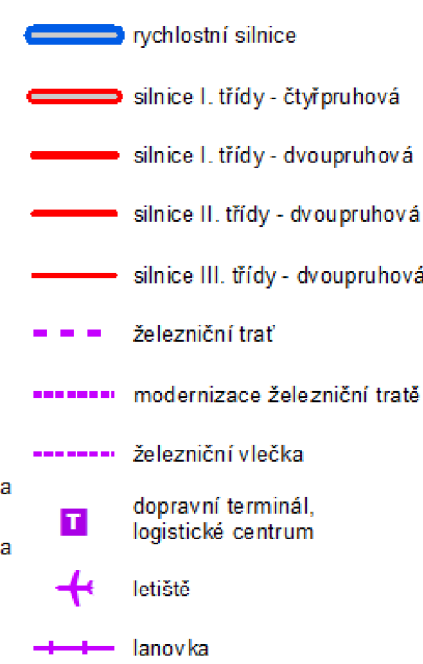 rychlostní silnice
silnice I. třídy - čtyřpruhová
silnice I. třídy - dvoupruhová
silnice II. třídy - dvoupruhová
silnice III. třídy - dvoupruhová
železniční trať
modernizace železniční tratě
železniční vlečka
a
T dopravní terminál,
logistické centrum
a
letiště
lanovka